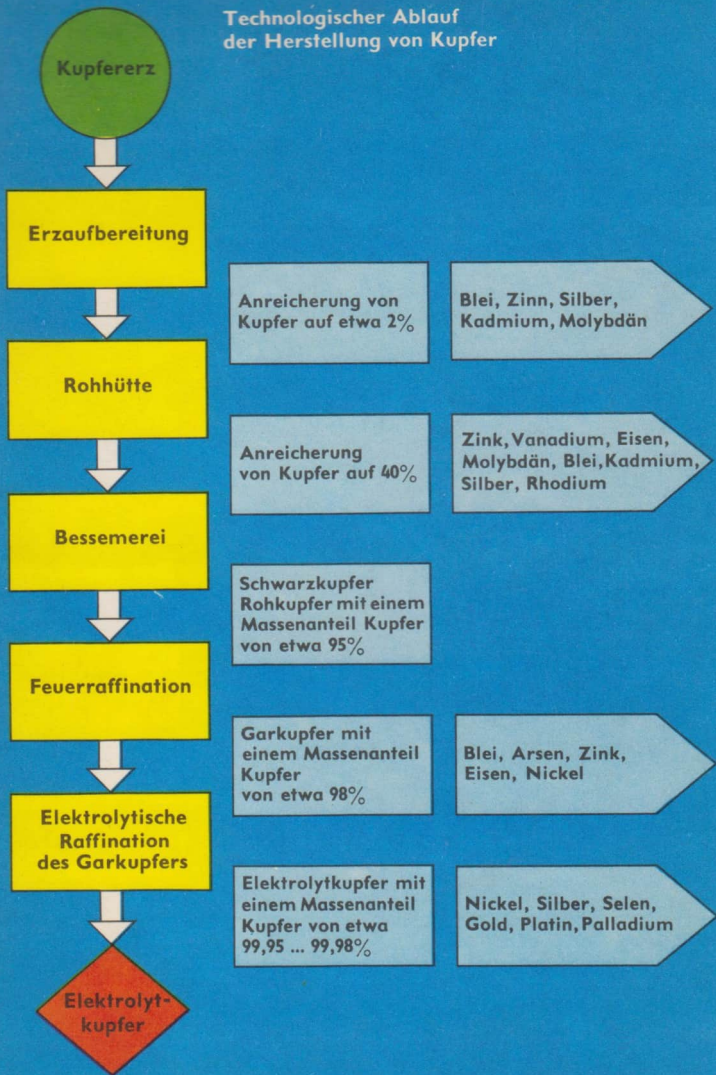 Technologischer Ablauf
der Herstellung von Kupfer
Kupfererz
Erzaufbereitung
Anreicherung von
Kupfer auf etwa 2%
Blei, Zinn, Silber,
Kadmium, Molybdän
Rohhütte
Anreicherung
von Kupfer auf 40%
Zink, Vanadium, Eisen,
Molybdän, Blei, Kadmium,
Silber, Rhodium
Bessemerei
Schwarzkupfer
Rohkupfer mit einem
Massenanteil Kupfer
von etwa 95%
Feuerraffination
Garkupfer mit
einem Massenanteil
Kupfer
von etwa 98%
Blei, Arsen, Zink,
Eisen, Nickel
Elektrolytische
Raffination
des Garkupfers
Elektrolytkupfer mit
einem Massenanteil
Kupfer von etwa
99,95 ... 99,98%
Nickel, Silber, Selen,
Gold, Platin, Palladium
Elektrolyt-
kupfer